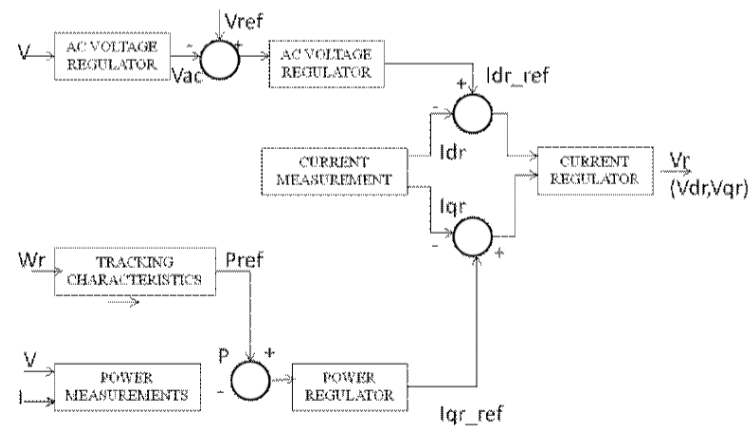 Vref
V
AC VOLTAGE
REGULATOR
-
+
Vac
AC VOLTAGE
REGULATOR
+
Idr_ref
-
Idr
CURRENT
MEASUREMENT
CURRENT
REGULATOR
Vr
(Vdr,Vqr)
Iqr
-
+
Wr
TRACKING
CHARACTERISTICS
Pref
V
I
POWER
MEASUREMENTS
P
+
-
POWER
REGULATOR
Iqr_ref